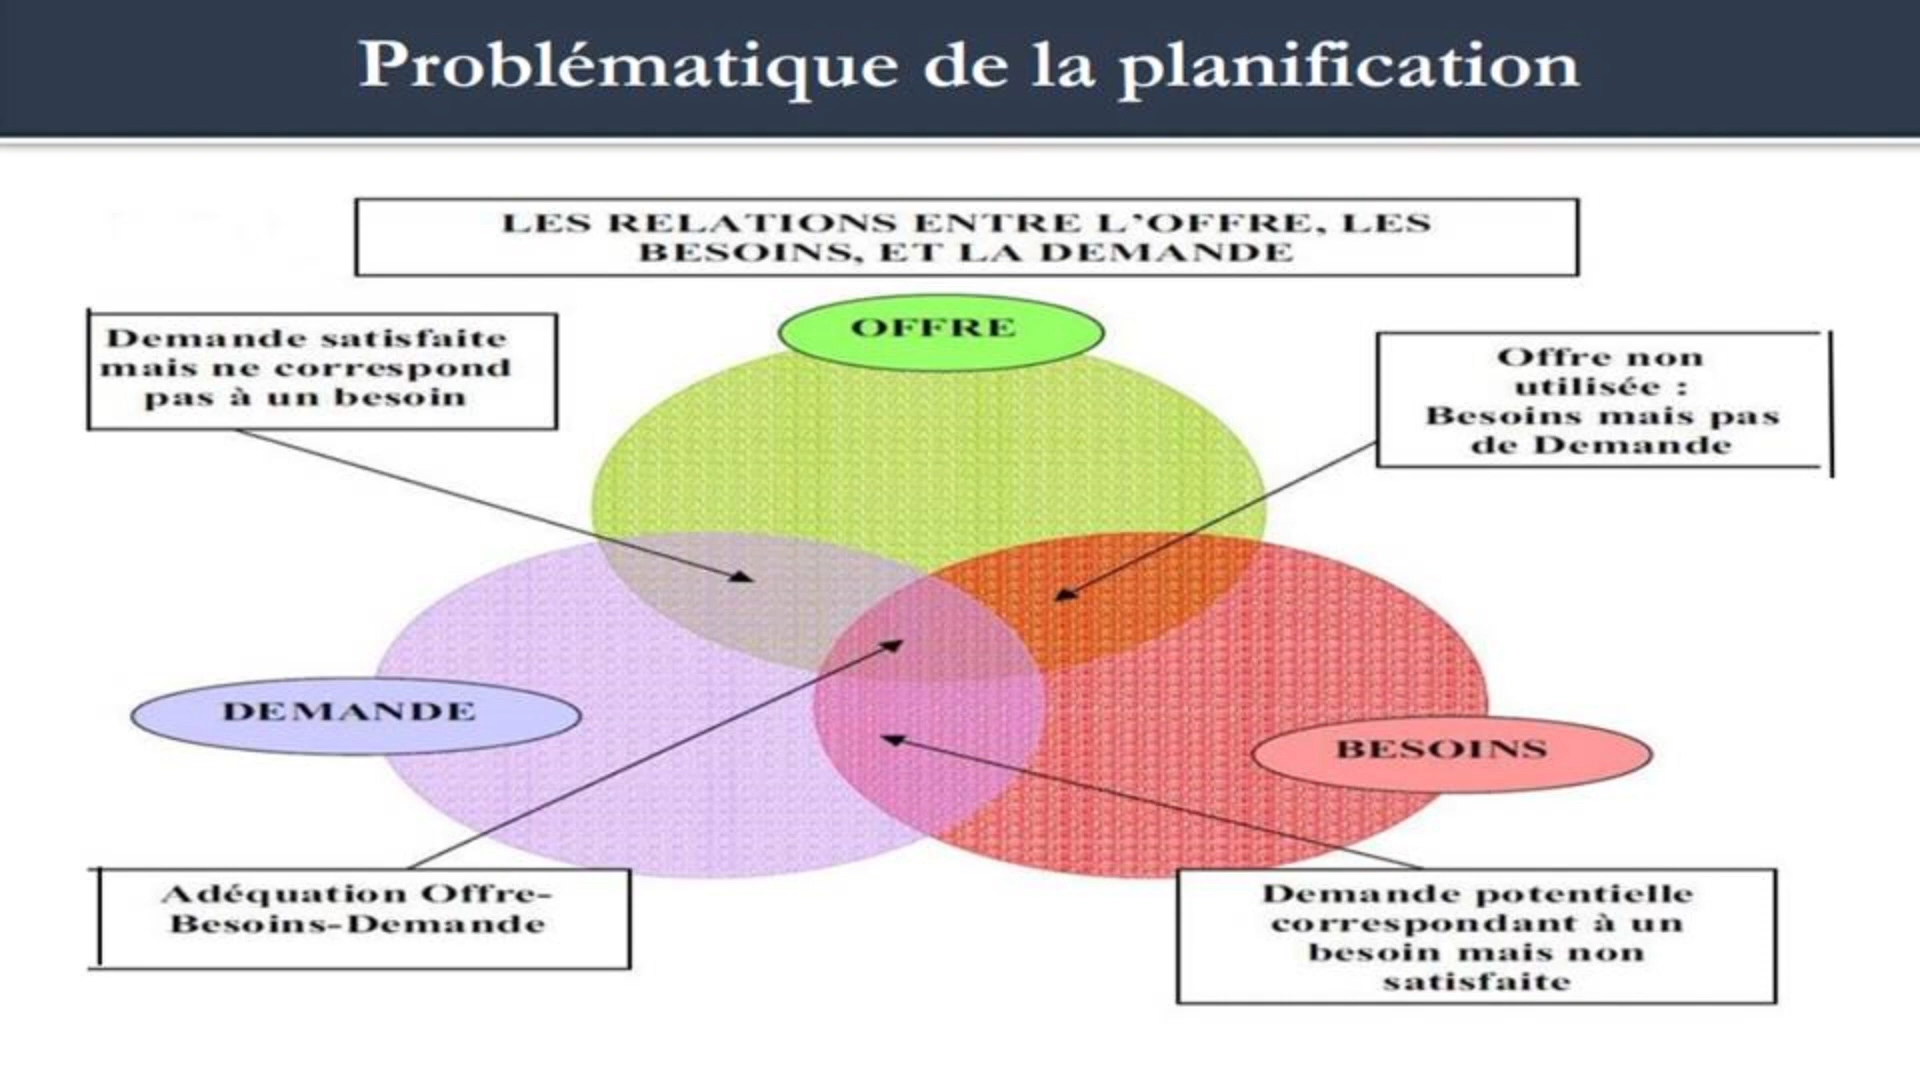 Problématique de la planification
LES RELATIONS ENTRE L'OFFRE, LES
BESOINS, ET LA DEMANDE
OFFRE
Demande satisfaite
mais ne correspond
pas à un besoin
Offre non
utilisée :
Besoins mais pas
de Demande
DEMANDE
BESOINS
Adéquation Offre-
Besoins-Demande
Demande potentielle
correspondant à un
besoin mais non
satisfaite